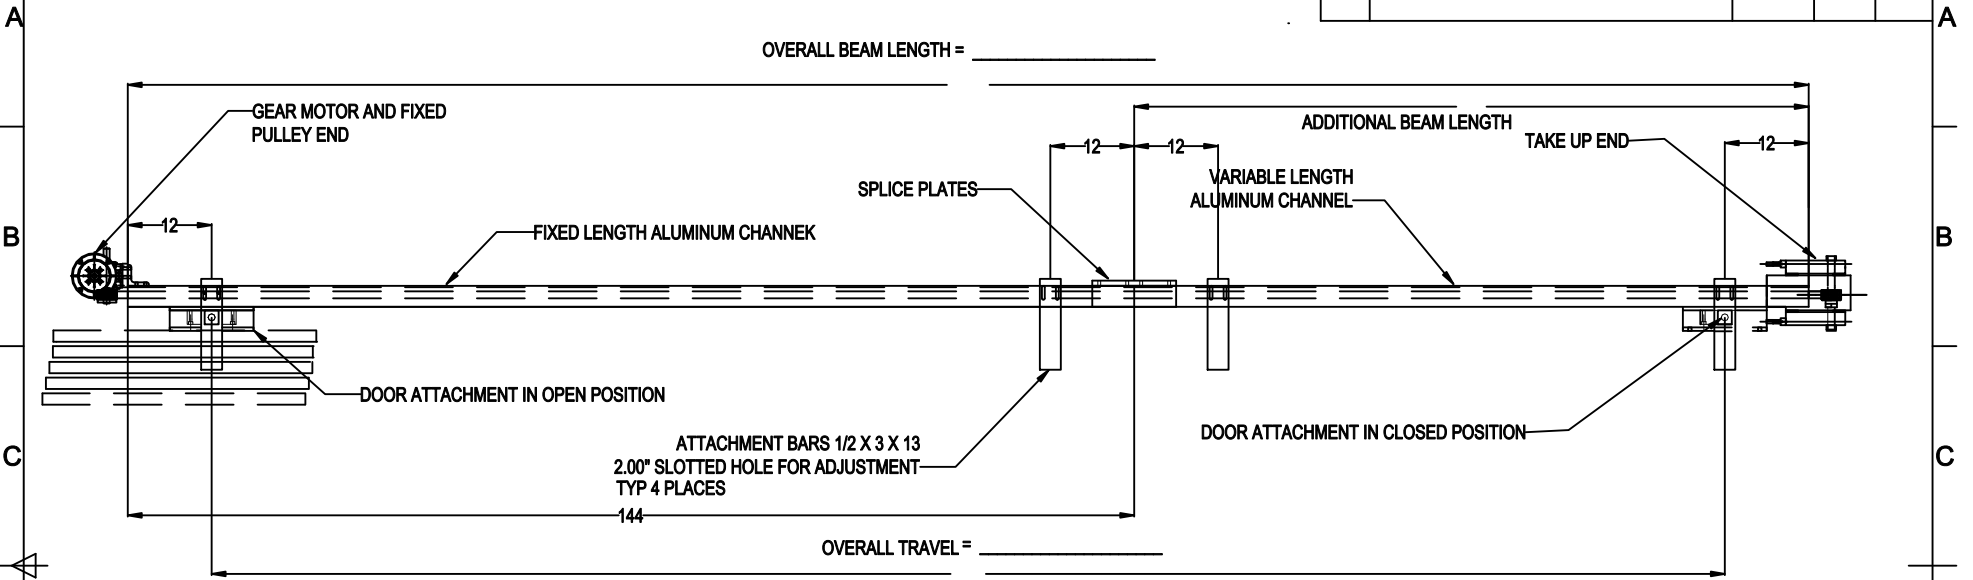 A
A
OVERALL BEAM LENGTH = ____________________
GEAR MOTOR AND FIXED
PULLEY END
ADDITIONAL BEAM LENGTH
TAKE UP END
12
12
12
SPLICE PLATES
VARIABLE LENGTH
ALUMINUM CHANNEL
12
FIXED LENGTH ALUMINUM CHANNEK
B
B
DOOR ATTACHMENT IN OPEN POSITION
DOOR ATTACHMENT IN CLOSED POSITION
ATTACHMENT BARS 1/2 X 3 X 13
2.00" SLOTTED HOLE FOR ADJUSTMENT
TYP 4 PLACES
C
C
144
OVERALL TRAVEL = ____________________